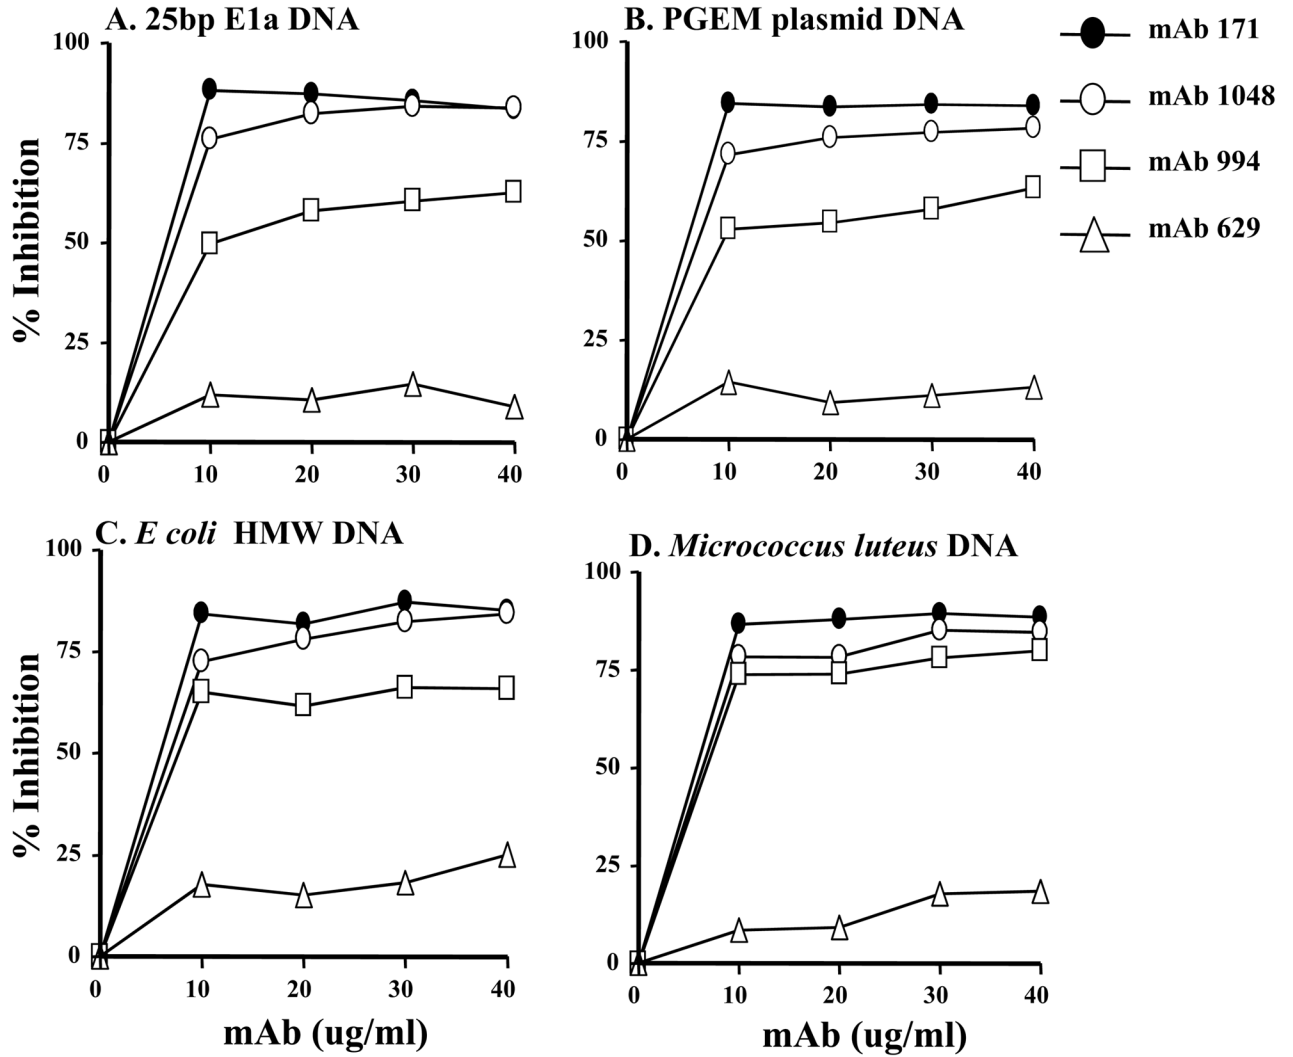 A. 25bp E1a DNA
100
75
50
25
0
0 10 20 30 40
% Inhibition
B. PGEM plasmid DNA
100
75
50
25
0
0 10 20 30 40
mAb 171
mAb 1048
mAb 994
mAb 629
C. E coli HMW DNA
100
75
50
25
0
0 10 20 30 40
% Inhibition
mAb (ug/ml)
D. Micrococcus luteus DNA
100
75
50
25
0
0 10 20 30 40
mAb (ug/ml)